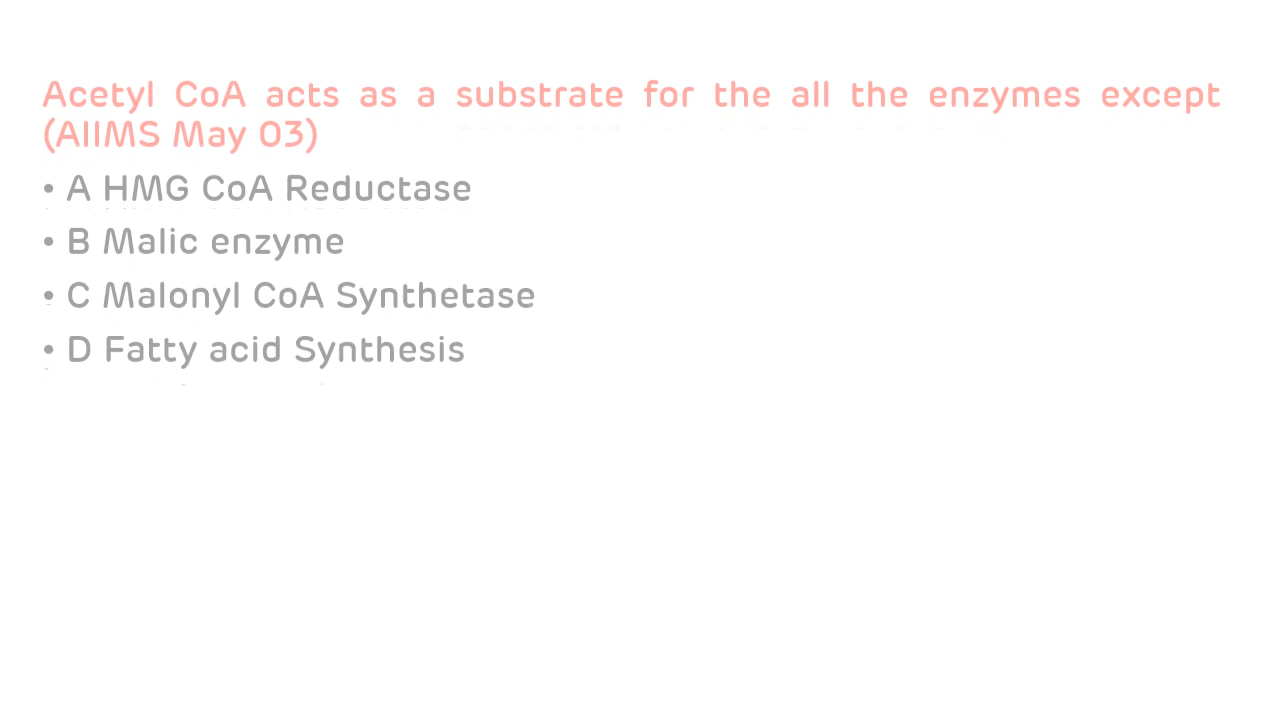 Acetyl CoA acts as a substrate for the all the enzymes except
(AIIMS May 03)
• A HMG CoA Reductase
• B Malic enzyme
• C Malonyl CoA Synthetase
• D Fatty acid Synthesis